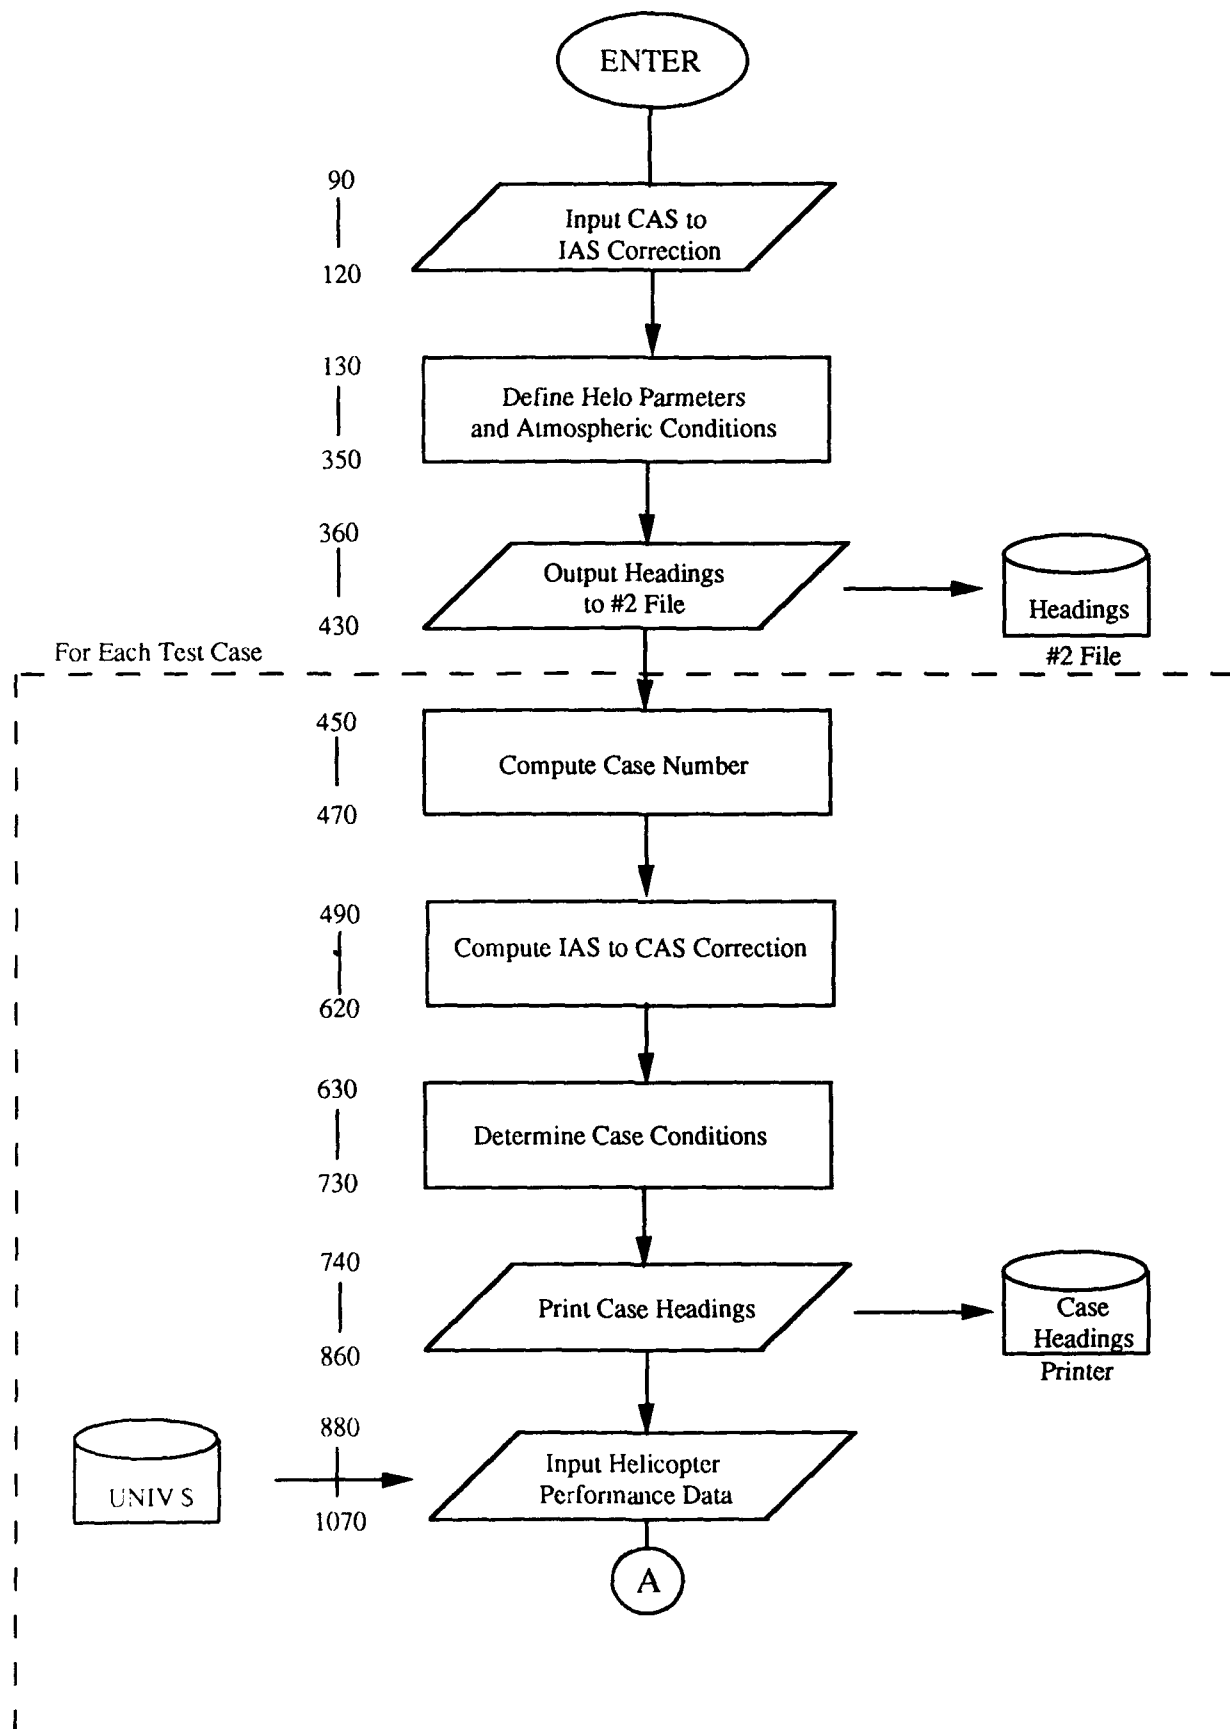 ENTER
90
Input CAS to
IAS Correction
120
130
Define Helo Parmeters
and Atmospheric Conditions
350
360
Output Headings
to #2 File
430
Headings
#2 File
For Each Test Case
450
Compute Case Number
470
490
Compute IAS to CAS Correction
620
630
Determine Case Conditions
730
740
Print Case Headings
860
Case
Headings
Printer
UNIV S
880
Input Helicopter
Performance Data
1070
A